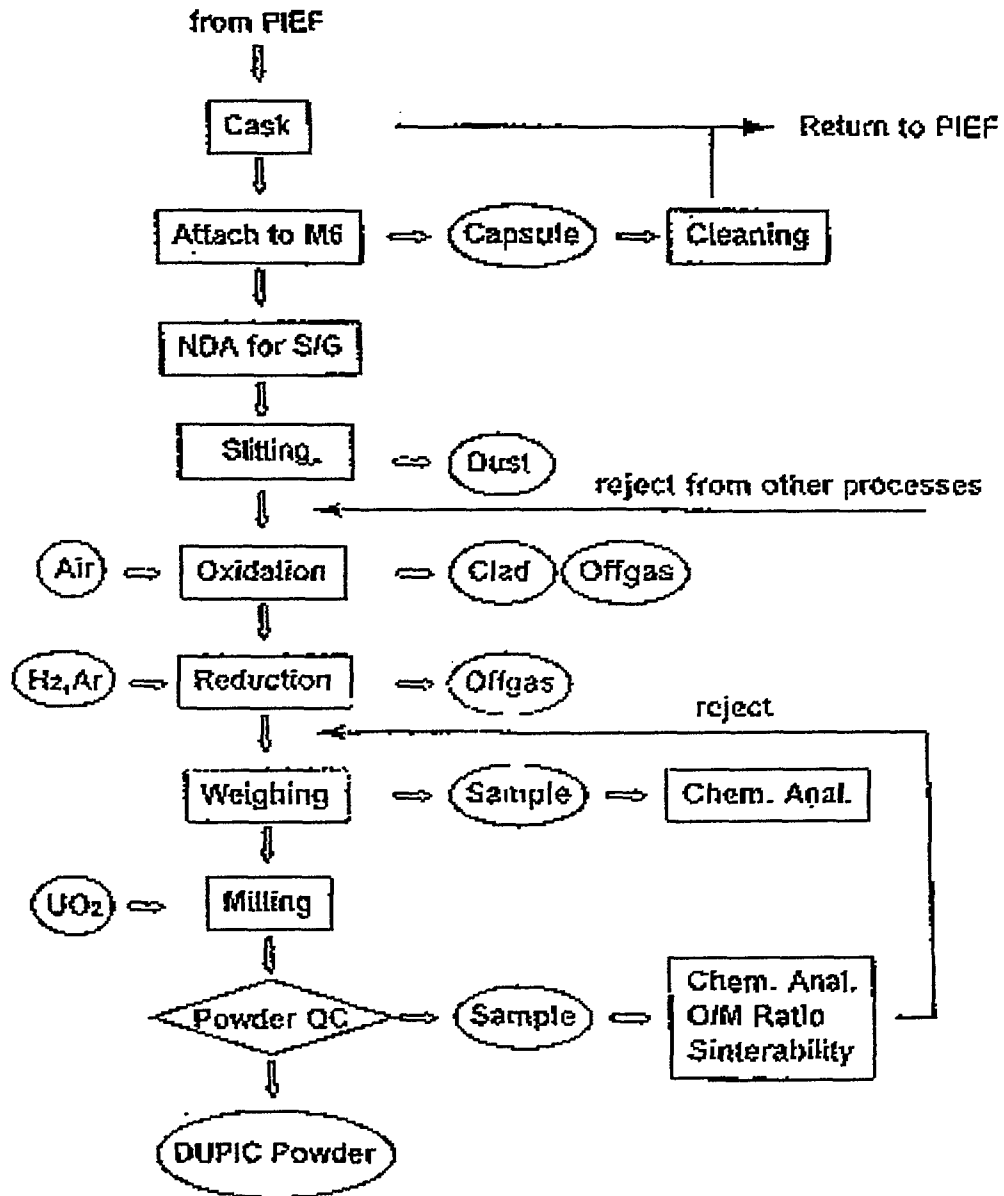 from PIEF
Cask
Return to PIEF
Attach to M6
Capsule
Cleaning
NDA for S/G
Slitting
Dust
reject from other processes
Air
Oxidation
Clad
Offgas
H₂,Ar
Reduction
Offgas
reject
Weighing
Sample
Chem. Anal.
UO₂
Milling
Powder QC
Sample
Chem. Anal.
O/M Ratio
Sinterability
DUPIC Powder